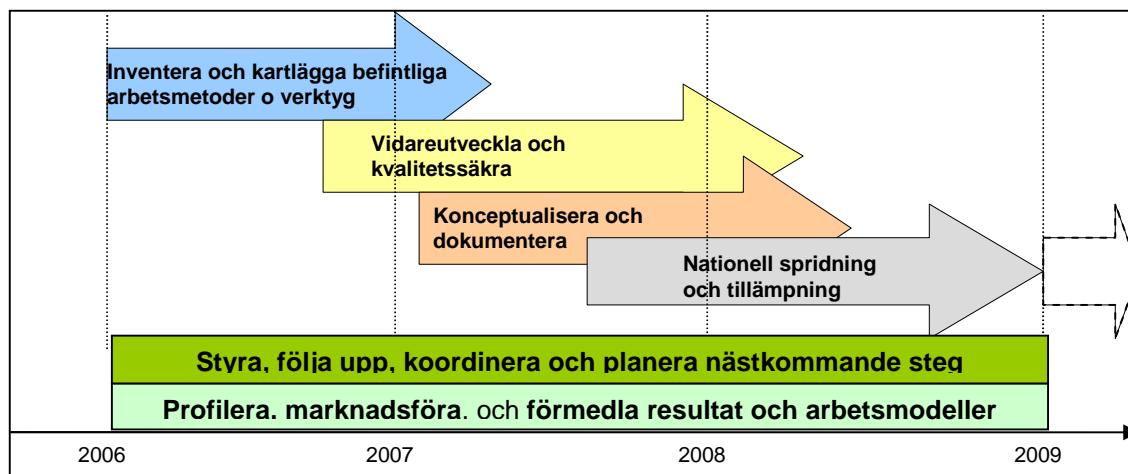 Inventera och kartlägga befintliga
arbetsmetoder o verktyg
Vidareutveckla och
kvalitetssäkra
Konceptualisera och
dokumentera
Nationell spridning
och tillämpning
Styra, följa upp, koordinera och planera nästkommande steg
Profilera. marknadsföra. och förmedla resultat och arbetsmodeller
2006 2007 2008 2009